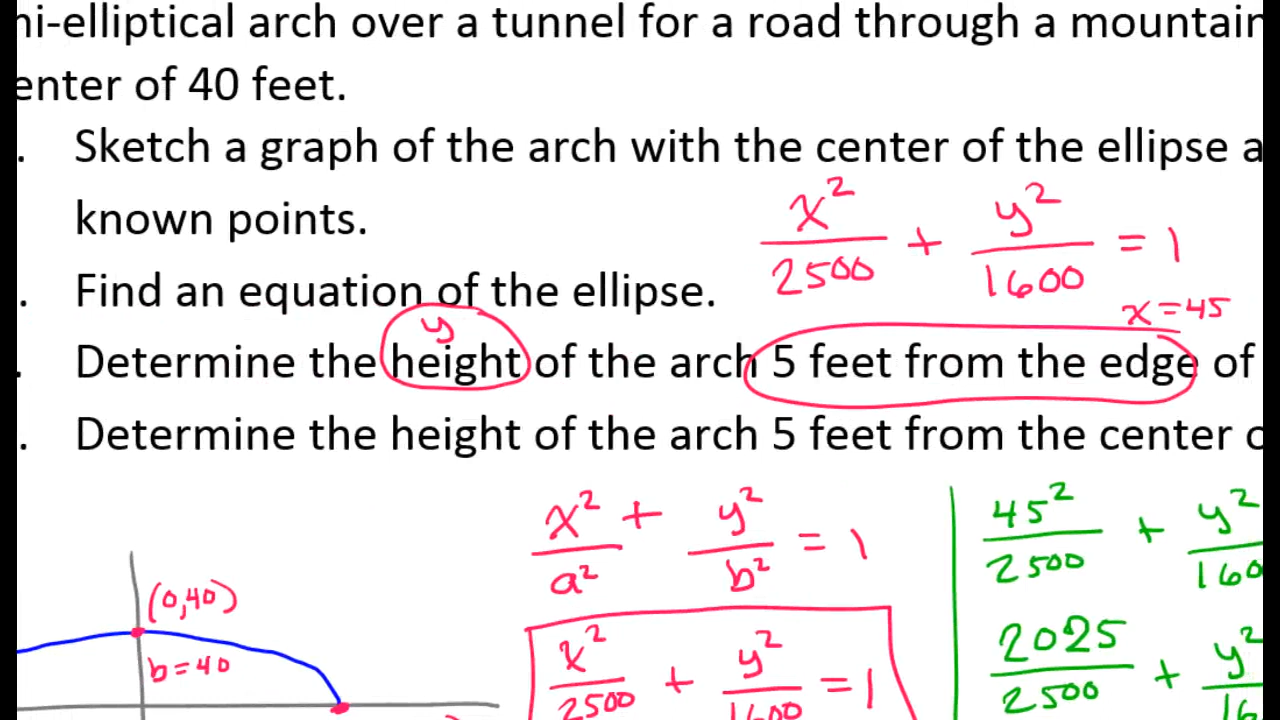 ni-elliptical arch over a tunnel for a road through a mountain
enter of 40 feet.
. Sketch a graph of the arch with the center of the ellipse a
known points.
x² / 2500 + y² / 1600 = 1
. Find an equation of the ellipse.
x = 45
y
. Determine the height of the arch 5 feet from the edge of
. Determine the height of the arch 5 feet from the center o
x² / a² + y² / b² = 1
45² / 2500 + y² / 160
(0,40)
b = 40
x² / 2500 + y² / 1600 = 1
2025 / 2500 + y² / 16